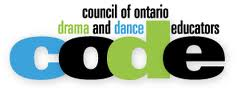 council of ontario
drama and dance educators
code